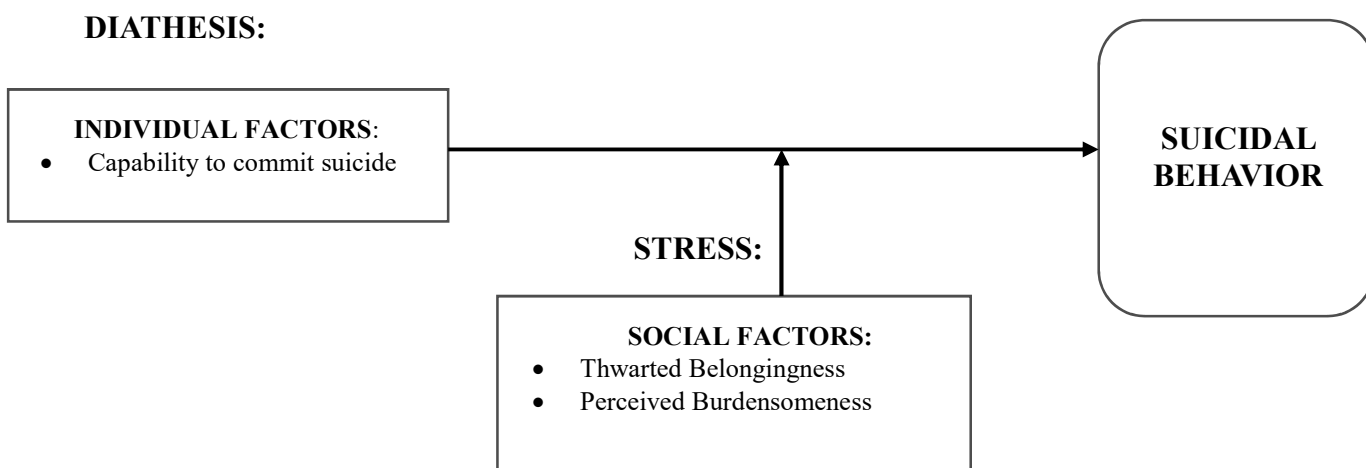 DIATHESIS:
INDIVIDUAL FACTORS:
• Capability to commit suicide
SUICIDAL
BEHAVIOR
STRESS:
SOCIAL FACTORS:
• Thwarted Belongingness
• Perceived Burdensomeness